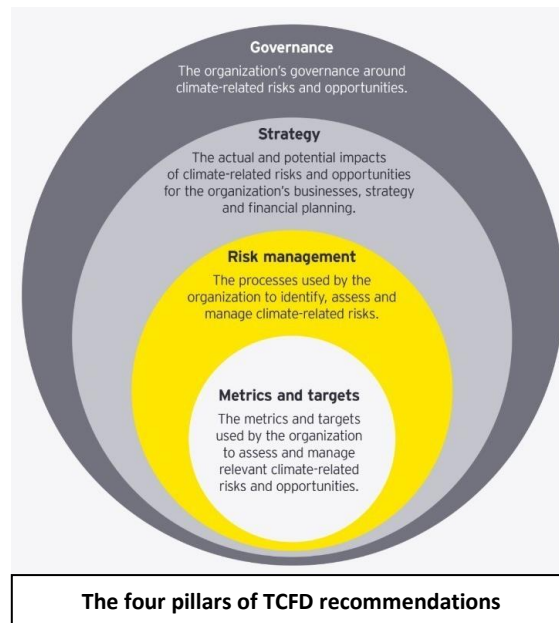 Governance
The organization's governance around
climate-related risks and opportunities.
Strategy
The actual and potential impacts
of climate-related risks and opportunities
for the organization's businesses, strategy
and financial planning.
Risk management
The processes used by the
organization to identify, assess and
manage climate-related risks.
Metrics and targets
The metrics and targets
used by the organization
to assess and manage
relevant climate-related
risks and opportunities.
The four pillars of TCFD recommendations